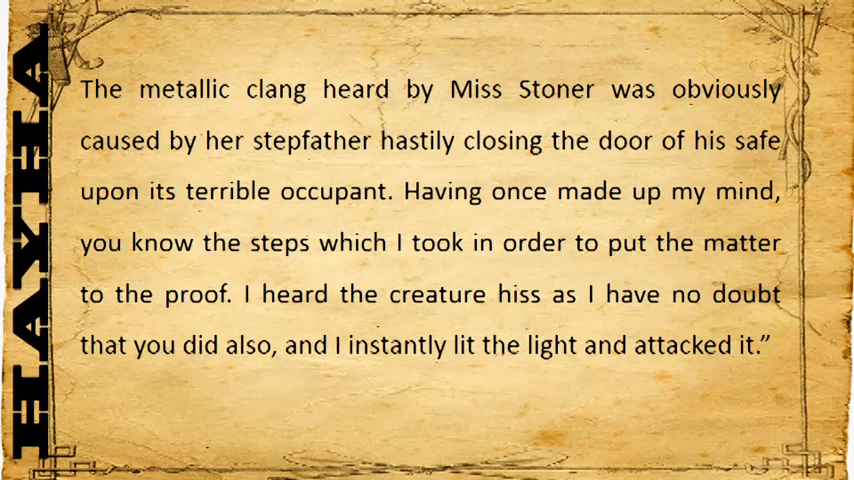 HAYHA
The metallic clang heard by Miss Stoner was obviously
caused by her stepfather hastily closing the door of his safe
upon its terrible occupant. Having once made up my mind,
you know the steps which I took in order to put the matter
to the proof. I heard the creature hiss as I have no doubt
that you did also, and I instantly lit the light and attacked it.”